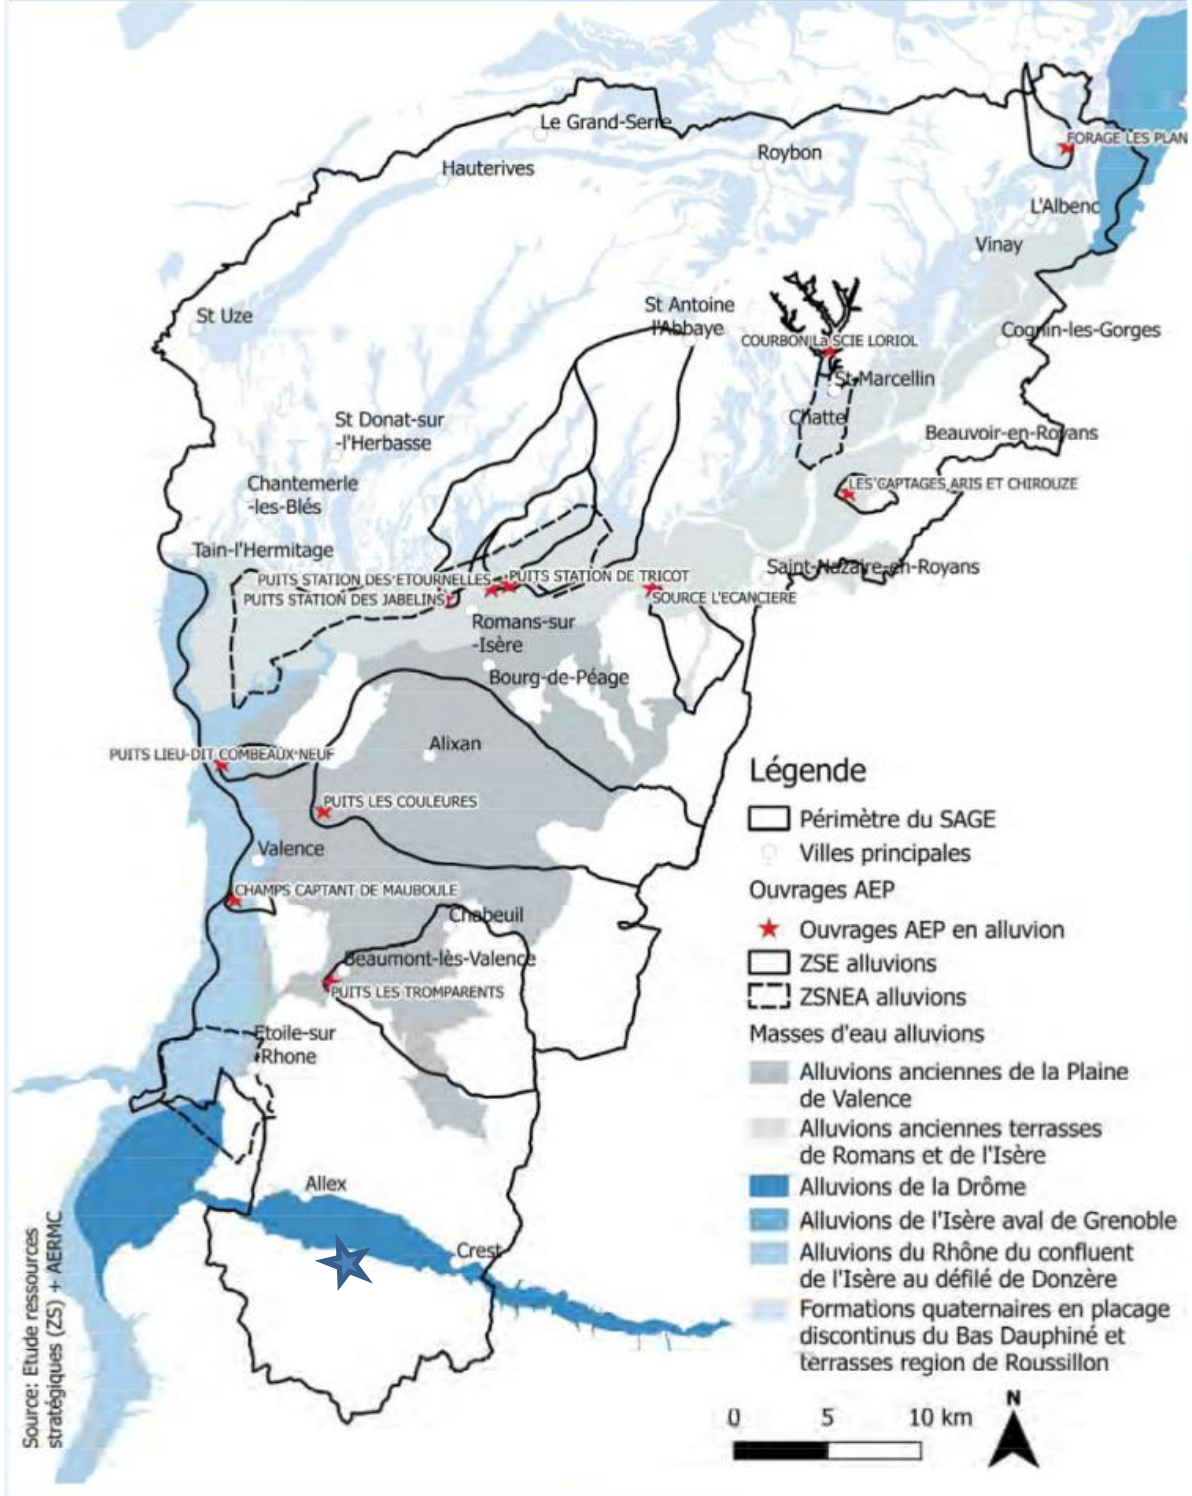 Le Grand-Serre
Roybon
FORAGE LES PLAN
Hauterives
L'Albenc
Vinay
St Uze
St Antoine
l'Abbaye
Cognin-les-Gorges
COURBON La SCIE LORIOL
St-Marcellin
Chatte
St Donat-sur
-l'Herbasse
Beauvoir-en-Royans
Chantemerle
-les-Blés
LES CAPTAGES ARIS ET CHIROUZE
Tain-l'Hermitage
Saint-Nazaire-en-Royans
PUITS STATION DES ETOURNELLES
PUITS STATION DE TRICOT
PUITS STATION DES JABELINS
SOURCE L'ECANCIERE
Romans-sur
-Isère
Bourg-de-Péage
PUITS LIEU-DIT COMBEAUX NEUF
Alixan
PUITS LES COULEURES
Valence
CHAMPS CAPTANT DE MAUBOULE
Chabeuil
Beaumont-lès-Valence
PUITS LES TROMPARENTS
Etoile-sur
Rhone
Allex
Crest
Légende
Périmètre du SAGE
Villes principales
Ouvrages AEP
Ouvrages AEP en alluvion
ZSE alluvions
ZSNEA alluvions
Masses d'eau alluvions
Alluvions anciennes de la Plaine
de Valence
Alluvions anciennes terrasses
de Romans et de l'Isère
Alluvions de la Drôme
Alluvions de l'Isère aval de Grenoble
Alluvions du Rhône du confluent
de l'Isère au défilé de Donzère
Formations quaternaires en placage
discontinus du Bas Dauphiné et
terrasses region de Roussillon
0 5 10 km
N
Source: Etude ressources
stratégiques (ZS) + AERMC